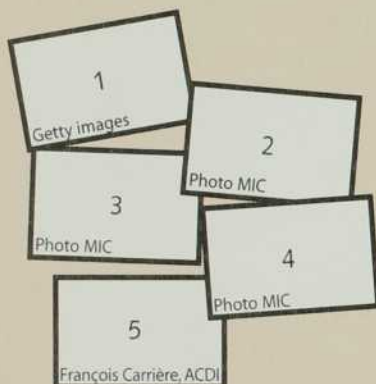 1
Getty images
2
Photo MIC
3
Photo MIC
4
Photo MIC
5
François Carrière, ACDI